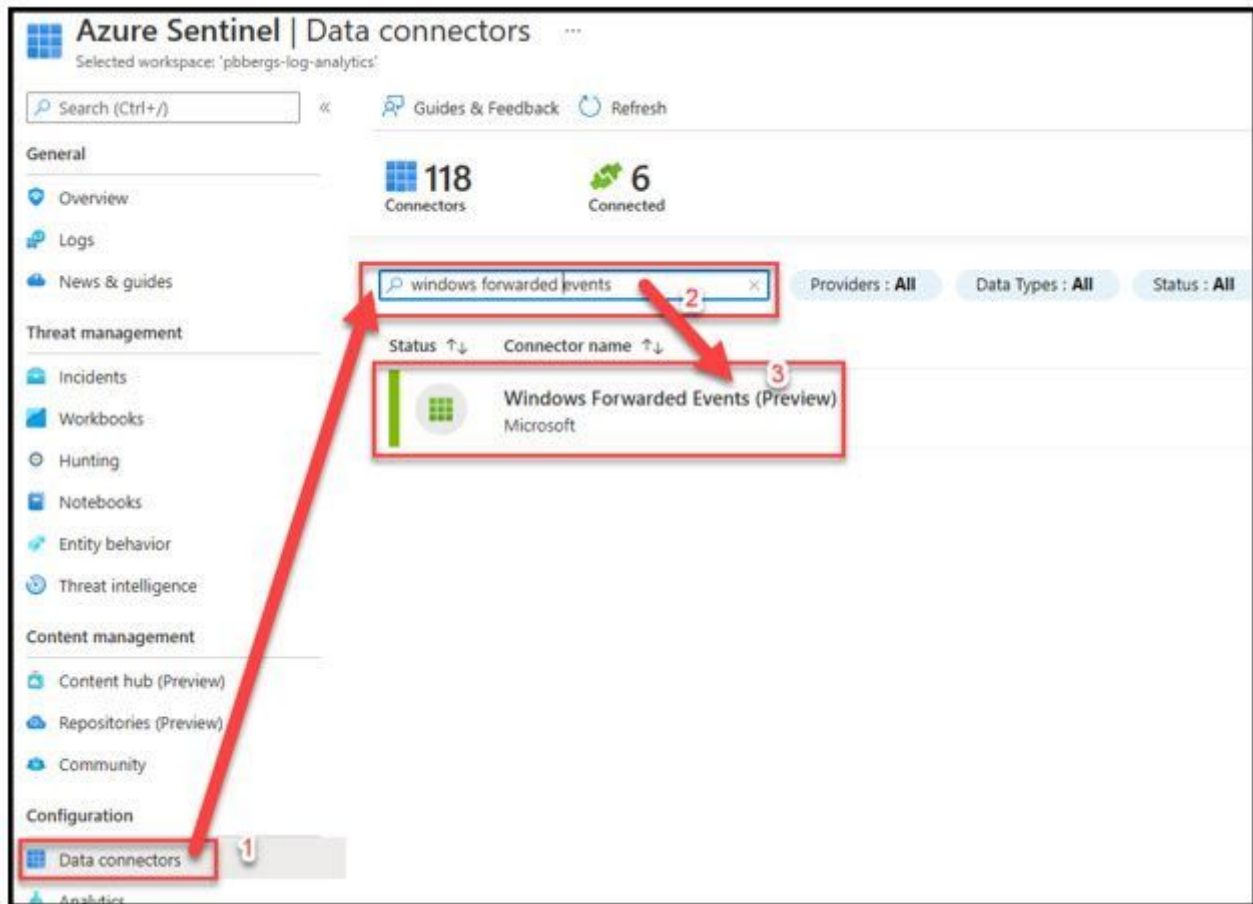 Azure Sentinel | Data connectors ...
Selected workspace: 'pbbergs-log-analytics'
Search (Ctrl+/)
«
Guides & Feedback
Refresh
General
Overview
Logs
News & guides
Threat management
Incidents
Workbooks
Hunting
Notebooks
Entity behavior
Threat intelligence
Content management
Content hub (Preview)
Repositories (Preview)
Community
Configuration
Data connectors
1
Analytics
118
Connectors
6
Connected
windows forwarded events
2
Providers : All
Data Types : All
Status : All
Status ↑↓
Connector name ↑↓
3
Windows Forwarded Events (Preview)
Microsoft